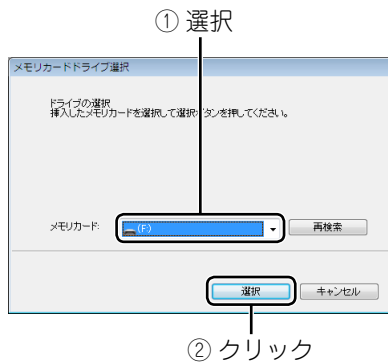 ① 選択
メモリカードドライブ選択
ドライブの選択
挿入したメモリカードを選択して選択ボタンを押してください。
メモリカード: (F:) 再検索
選択 キャンセル
② クリック